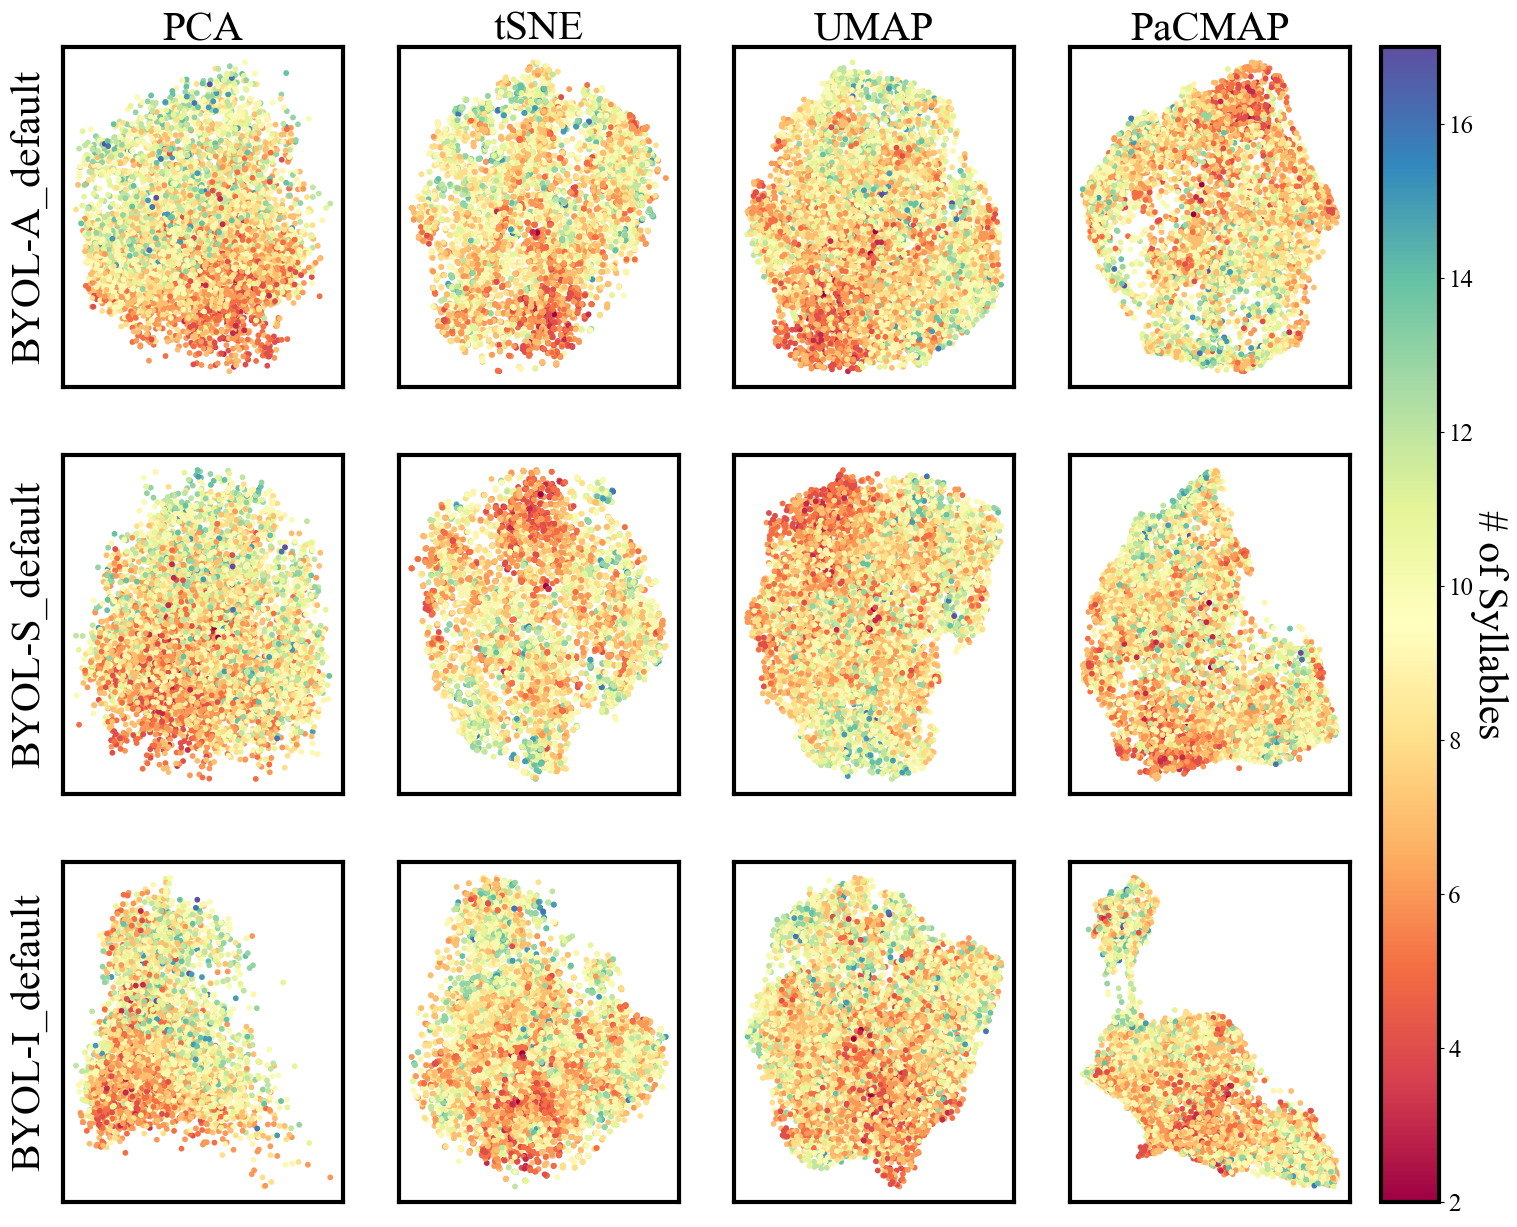 PCA
tSNE
UMAP
PaCMAP
BYOL-A_default
BYOL-S_default
BYOL-I_default
16
14
12
10
8
6
4
2
# of Syllables